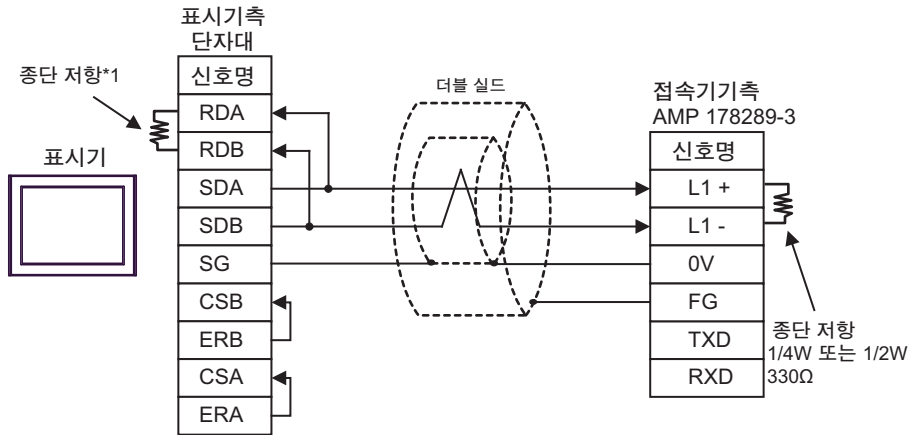 표시기측
단자대
종단 저항*1
표시기
신호명
RDA
RDB
SDA
SDB
SG
CSB
ERB
CSA
ERA
더블 실드
접속기기측
AMP 178289-3
신호명
L1 +
L1 -
0V
FG
TXD
RXD
종단 저항
1/4W 또는 1/2W
330Ω